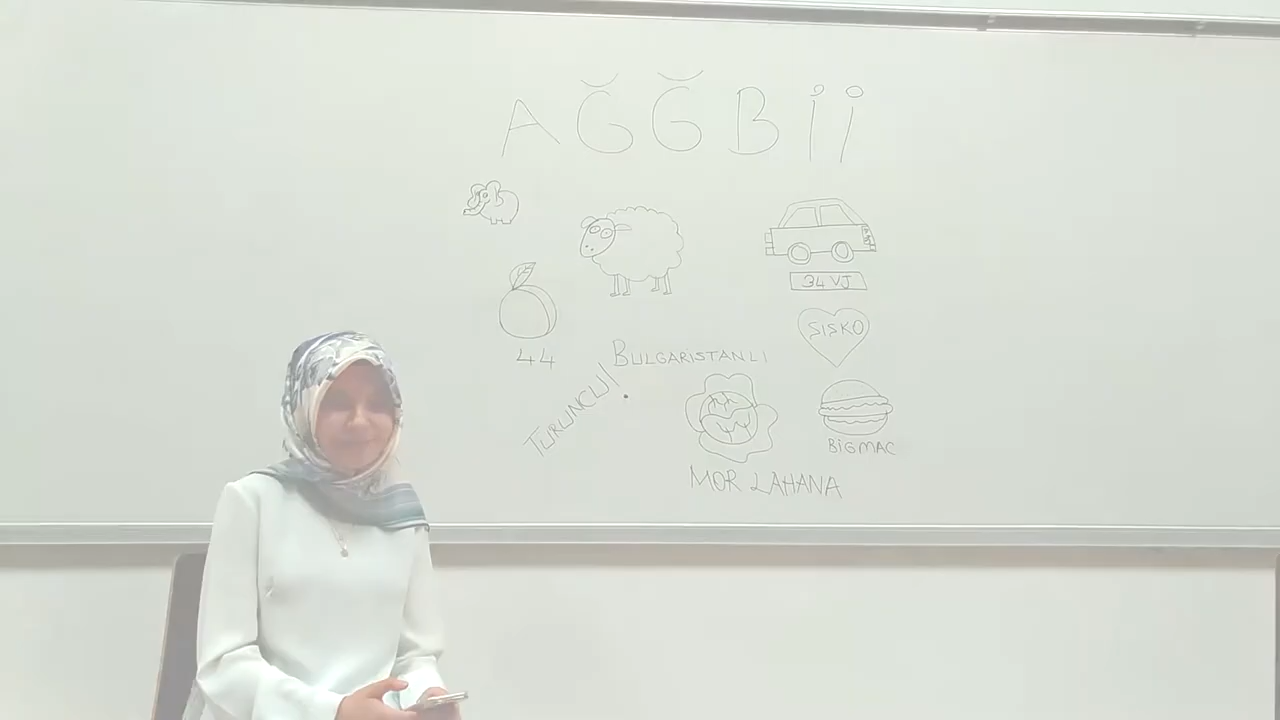 AĞĞBİİ
34 VJ
ŞİŞKO
44
BULGARİSTANLI
TURUNCU!
BİGMAC
MOR LAHANA